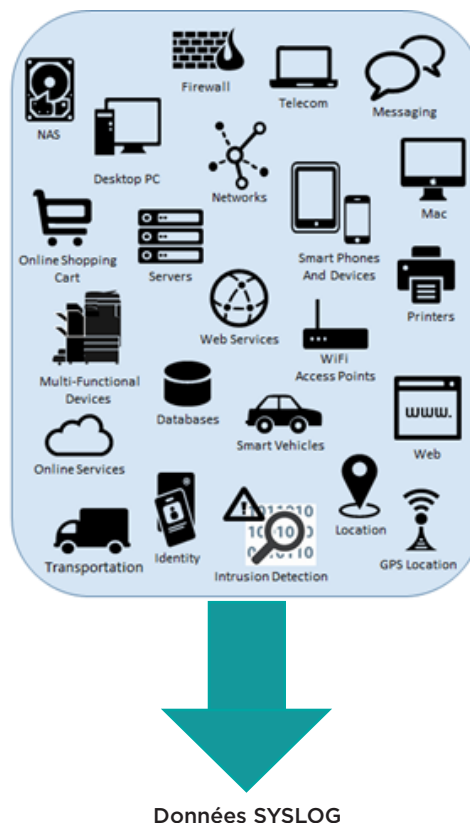 Firewall
Telecom
Messaging
NAS
Desktop PC
Networks
Mac
Online Shopping
Cart
Servers
Smart Phones
And Devices
Web Services
Printers
Multi-Functional
Devices
WiFi
Access Points
Databases
Smart Vehicles
www.
Web
Online Services
1011010
Transportation
Identity
Intrusion Detection
Location
GPS Location
Données SYSLOG